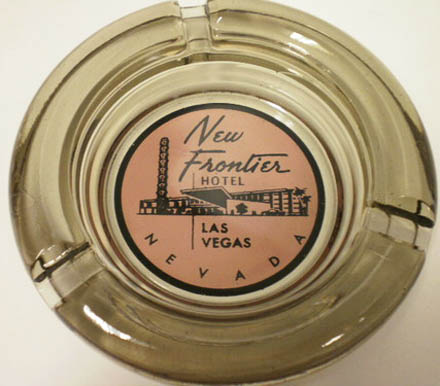 New
Frontier
HOTEL
LAS
VEGAS
NEVADA